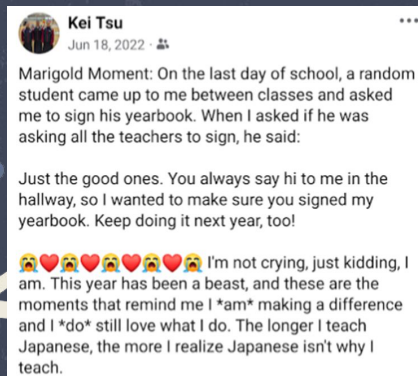 Kei Tsu
Jun 18, 2022 ·
Marigold Moment: On the last day of school, a random
student came up to me between classes and asked
me to sign his yearbook. When I asked if he was
asking all the teachers to sign, he said:
Just the good ones. You always say hi to me in the
hallway, so I wanted to make sure you signed my
yearbook. Keep doing it next year, too!
😭❤️😭❤️😭❤️😭 I'm not crying, just kidding, I
am. This year has been a beast, and these are the
moments that remind me I *am* making a difference
and I *do* still love what I do. The longer I teach
Japanese, the more I realize Japanese isn't why I
teach.